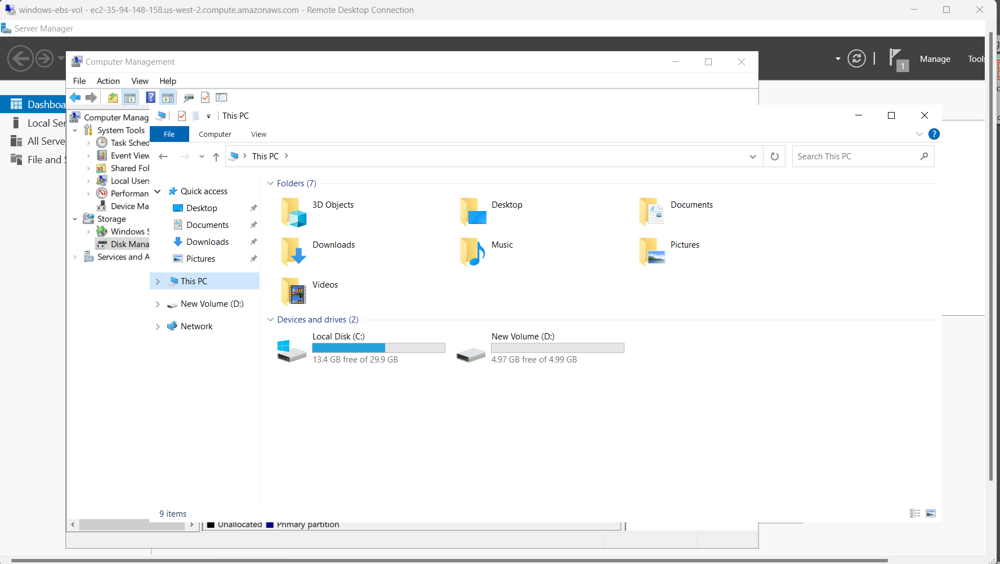 windows-ebs-vol - ec2-35-94-148-158.us-west-2.compute.amazonaws.com - Remote Desktop Connection
Server Manager
1
Manage
Tools
Computer Management
File Action View Help
Dashboa
Local Ser
All Serve
File and S
Computer Manag
System Tools
Task Sched
Event View
Shared Fol
Local Users
Performan
Device Ma
Storage
Windows S
Disk Mana
Services and A
This PC
File Computer View
?
This PC
Search This PC
Quick access
Desktop
Documents
Downloads
Pictures
This PC
New Volume (D:)
Network
Folders (7)
3D Objects
Desktop
Documents
Downloads
Music
Pictures
Videos
Devices and drives (2)
Local Disk (C:)
13.4 GB free of 29.9 GB
New Volume (D:)
4.97 GB free of 4.99 GB
9 items
Unallocated Primary partition